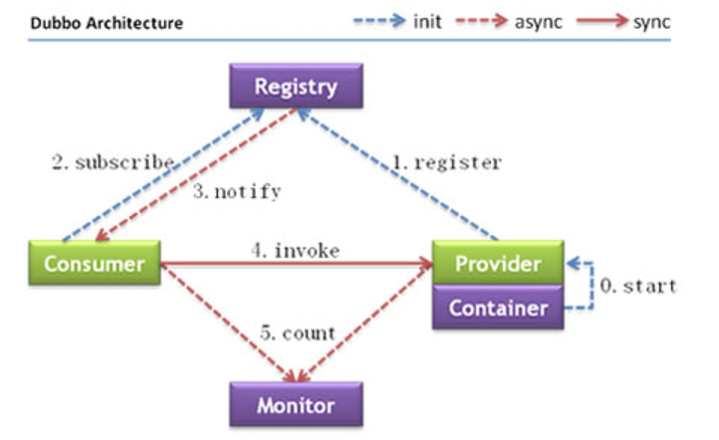 Dubbo Architecture
init
async
sync
Registry
2. subscribe
1. register
3. notify
4. invoke
Consumer
Provider
0. start
Container
5. count
Monitor